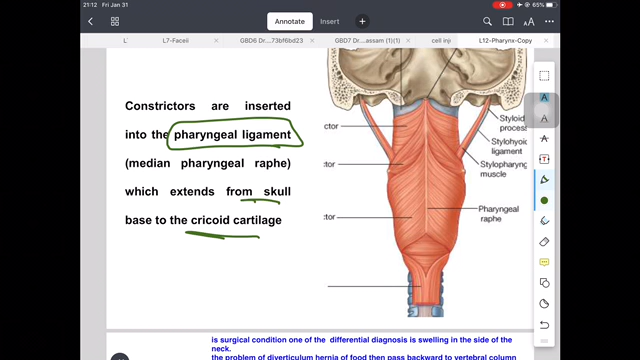 21:12 Fri Jan 31
65%
Annotate
Insert
L7-Faceii
GBD6 Dr....73bf6bd23
GBD7 Dr....assam (1)(1)
cell inj
L12-Pharynx-Copy
Constrictors are inserted
into the pharyngeal ligament
(median pharyngeal raphe)
which extends from skull
base to the cricoid cartilage
ctor
ctor
Styloid
process
Stylohyoid
ligament
Stylopharyng
muscle
Pharyngeal
raphe
is surgical condition one of the differential diagnosis is swelling in the side of the
neck.
the problem of diverticulum hernia of food then pass backward to vertebral column